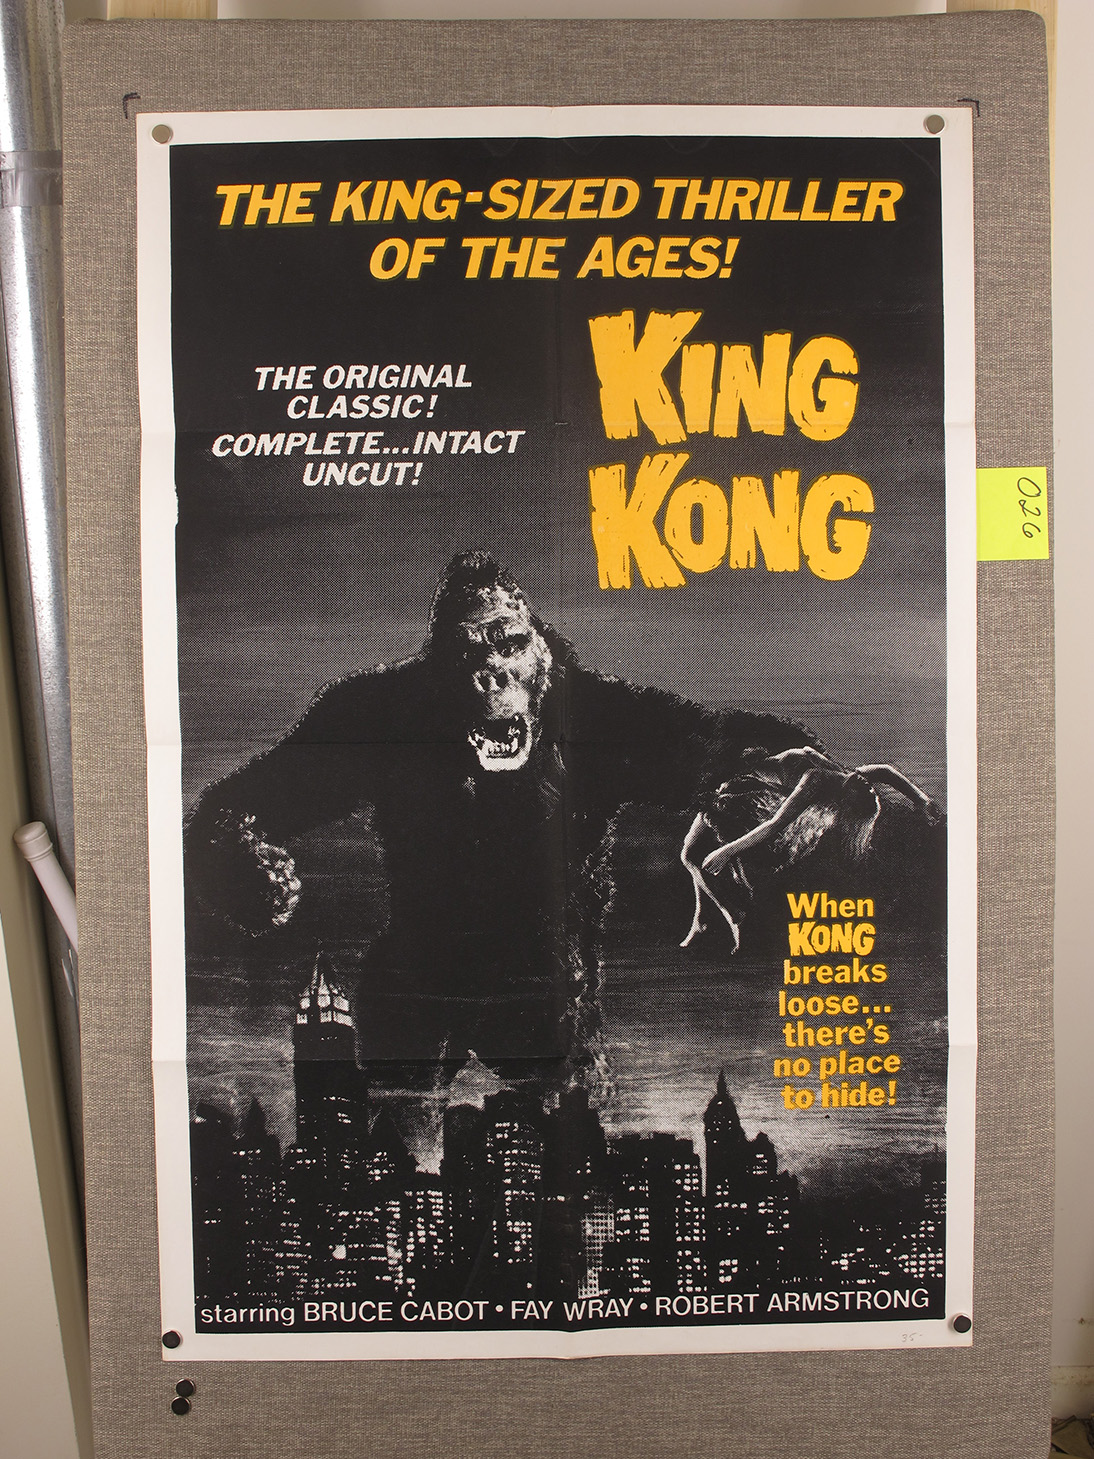 THE KING-SIZED THRILLER
OF THE AGES!
KING
KONG
THE ORIGINAL
CLASSIC!
COMPLETE...INTACT
UNCUT!
026
When
KONG
breaks
loose...
there's
no place
to hide!
starring BRUCE CABOT • FAY WRAY • ROBERT ARMSTRONG
35-